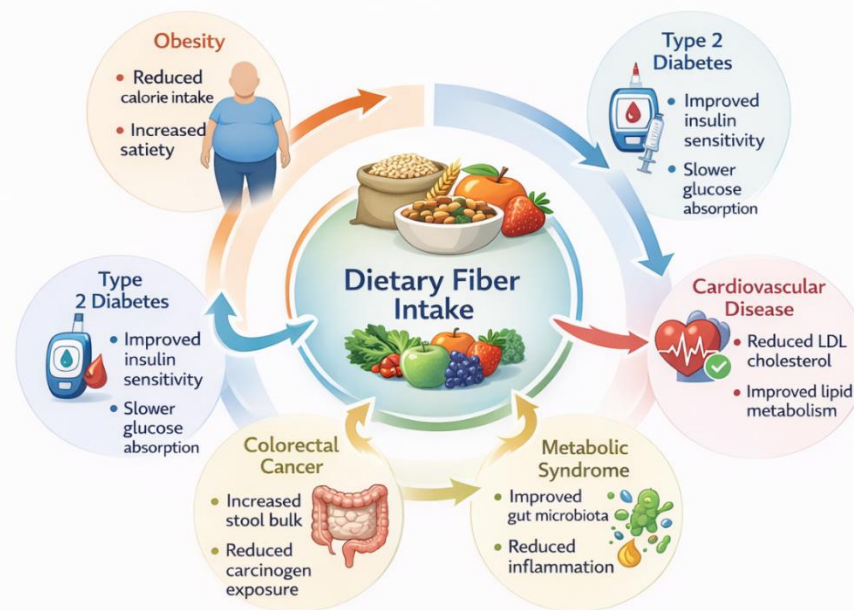 Obesity
• Reduced
calorie intake
• Increased
satiety
Type 2
Diabetes
• Improved
insulin
sensitivity
• Slower
glucose
absorption
Dietary Fiber
Intake
Type
2 Diabetes
• Improved
insulin
sensitivity
• Slower
glucose
absorption
Cardiovascular
Disease
• Reduced LDL
cholesterol
• Improved lipid
metabolism
Colorectal
Cancer
• Increased
stool bulk
• Reduced
carcinogen
exposure
Metabolic
Syndrome
• Improved
gut microbiota
• Reduced
inflammation